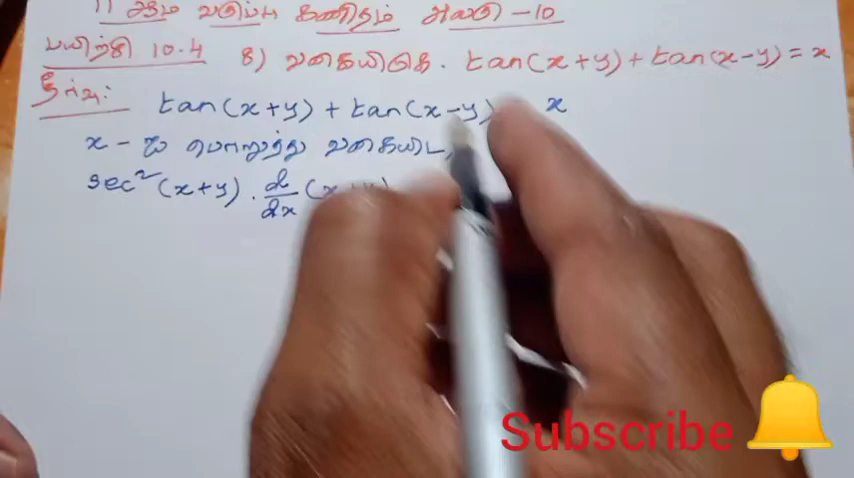 11 ஆம் வகுப்பு கணிதம் அலகு - 10
பயிற்சி 10.4 8) வகையிடுக. tan(x+y) + tan(x-y) = x
தீர்வு:
tan(x+y) + tan(x-y) x
x - ஐ பொறுத்து வகையிட,
sec²(x+y) . d/dx (x+y)
Subscribe